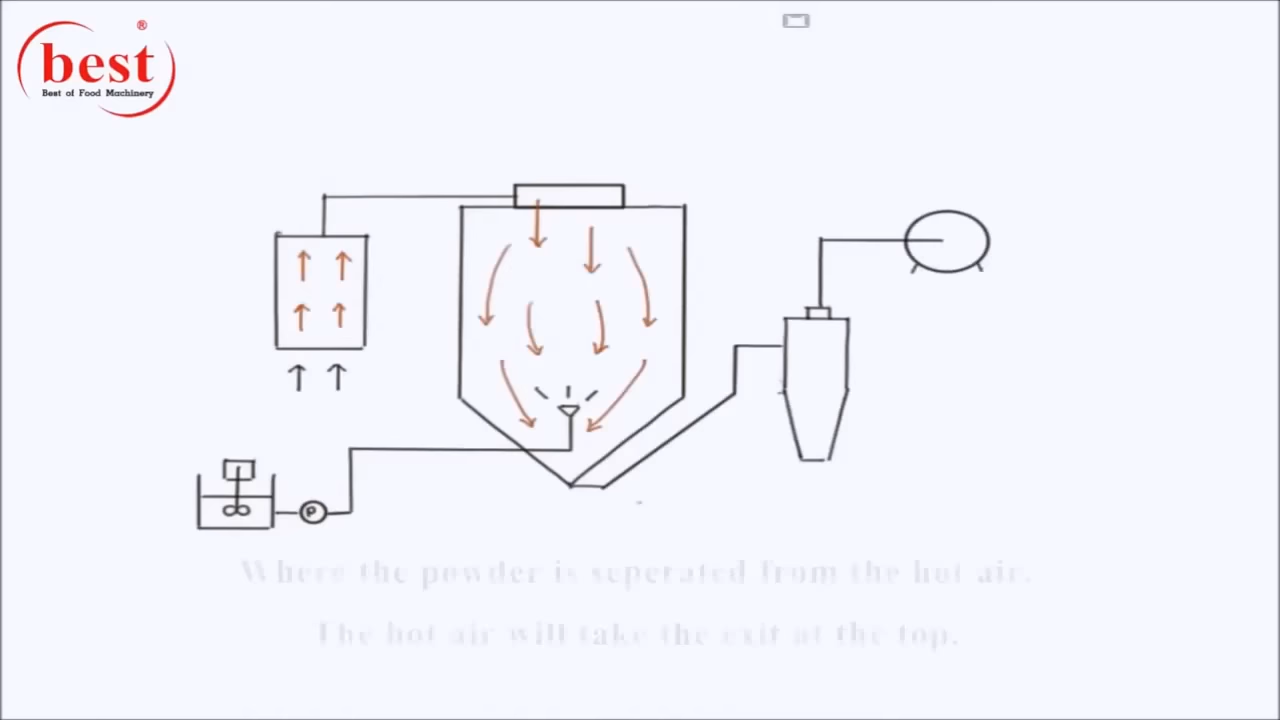 ®
best
Best of Food Machinery
P
Where the powder is seperated from the hot air.
The hot air will take the exit at the top.